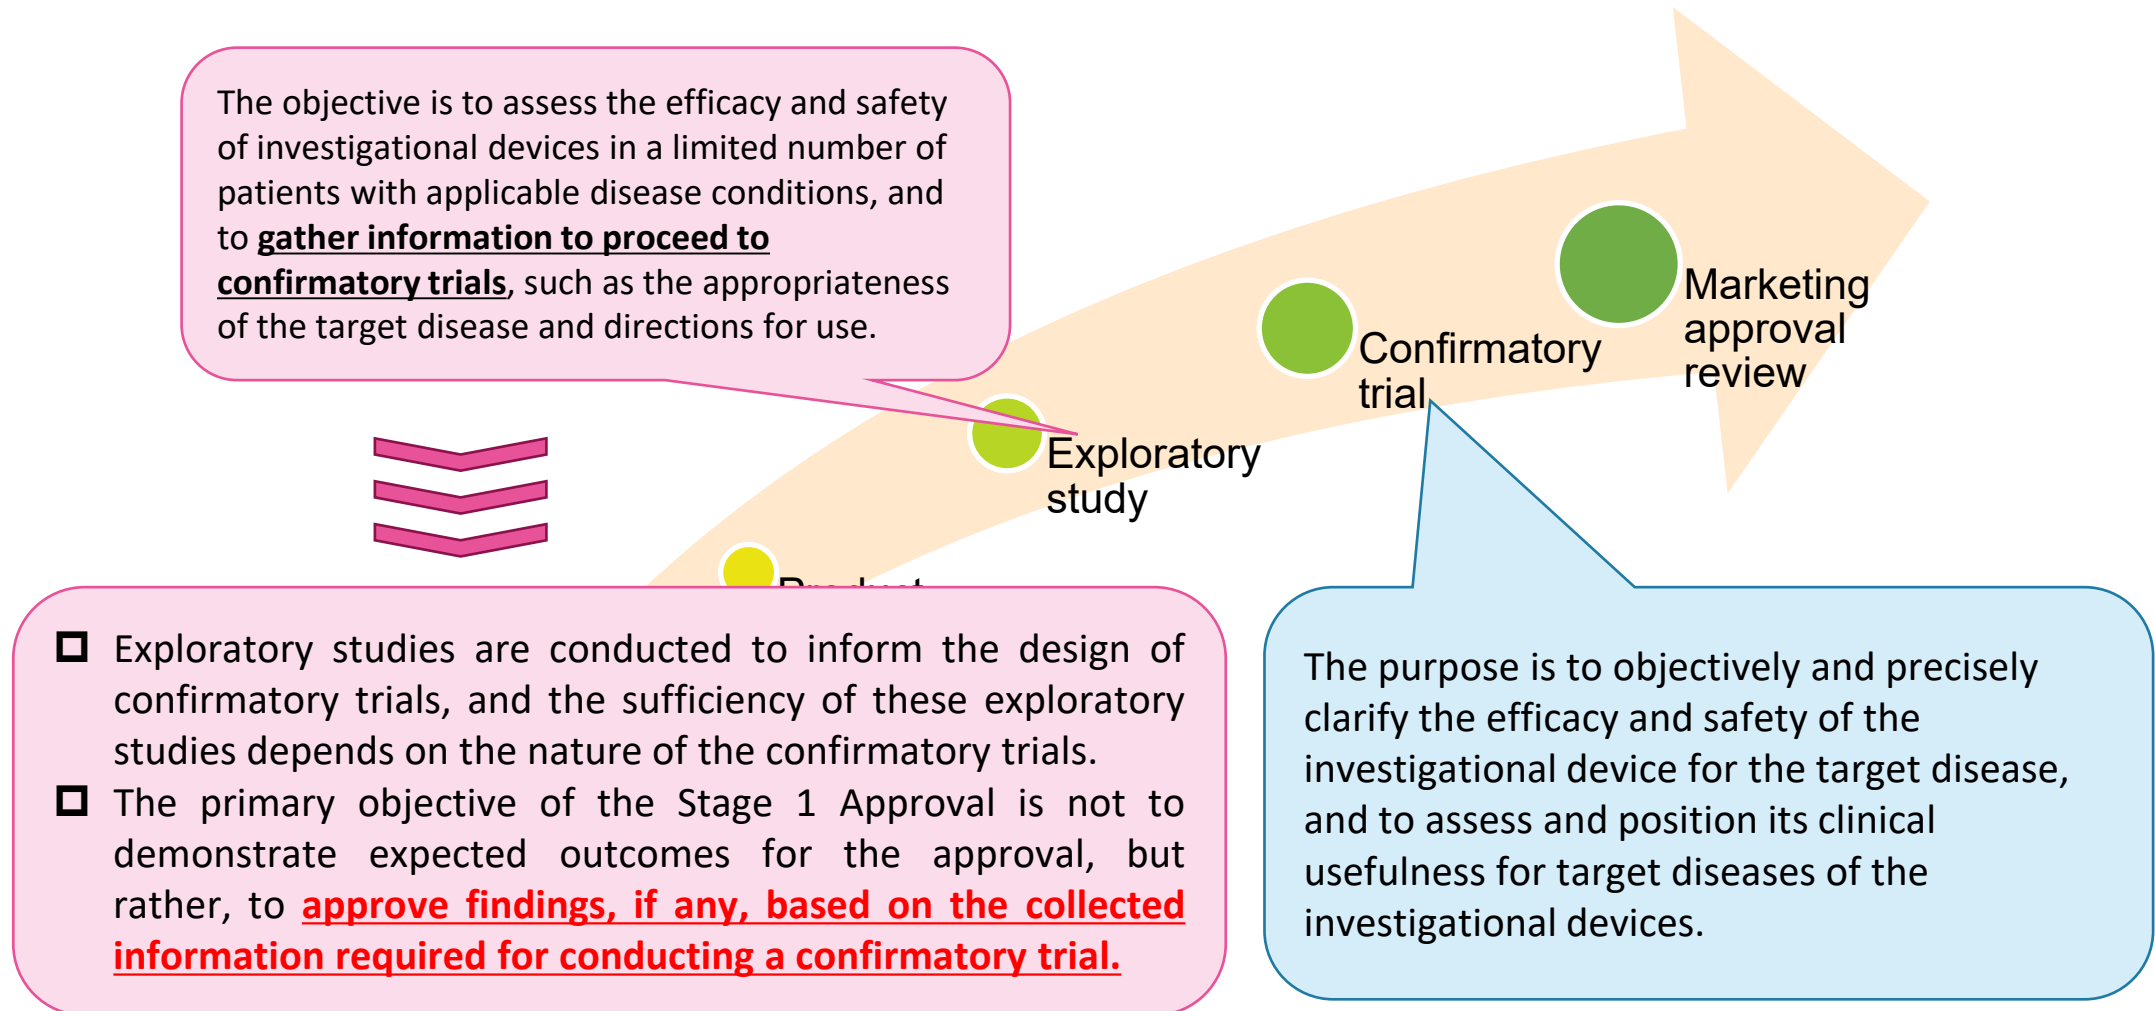 The objective is to assess the efficacy and safety
of investigational devices in a limited number of
patients with applicable disease conditions, and
to gather information to proceed to
confirmatory trials, such as the appropriateness
of the target disease and directions for use.
Marketing
approval
review
Confirmatory
trial
Exploratory
study
Product
Exploratory studies are conducted to inform the design of
confirmatory trials, and the sufficiency of these exploratory
studies depends on the nature of the confirmatory trials.
The primary objective of the Stage 1 Approval is not to
demonstrate expected outcomes for the approval, but
rather, to approve findings, if any, based on the collected
information required for conducting a confirmatory trial.
The purpose is to objectively and precisely
clarify the efficacy and safety of the
investigational device for the target disease,
and to assess and position its clinical
usefulness for target diseases of the
investigational devices.